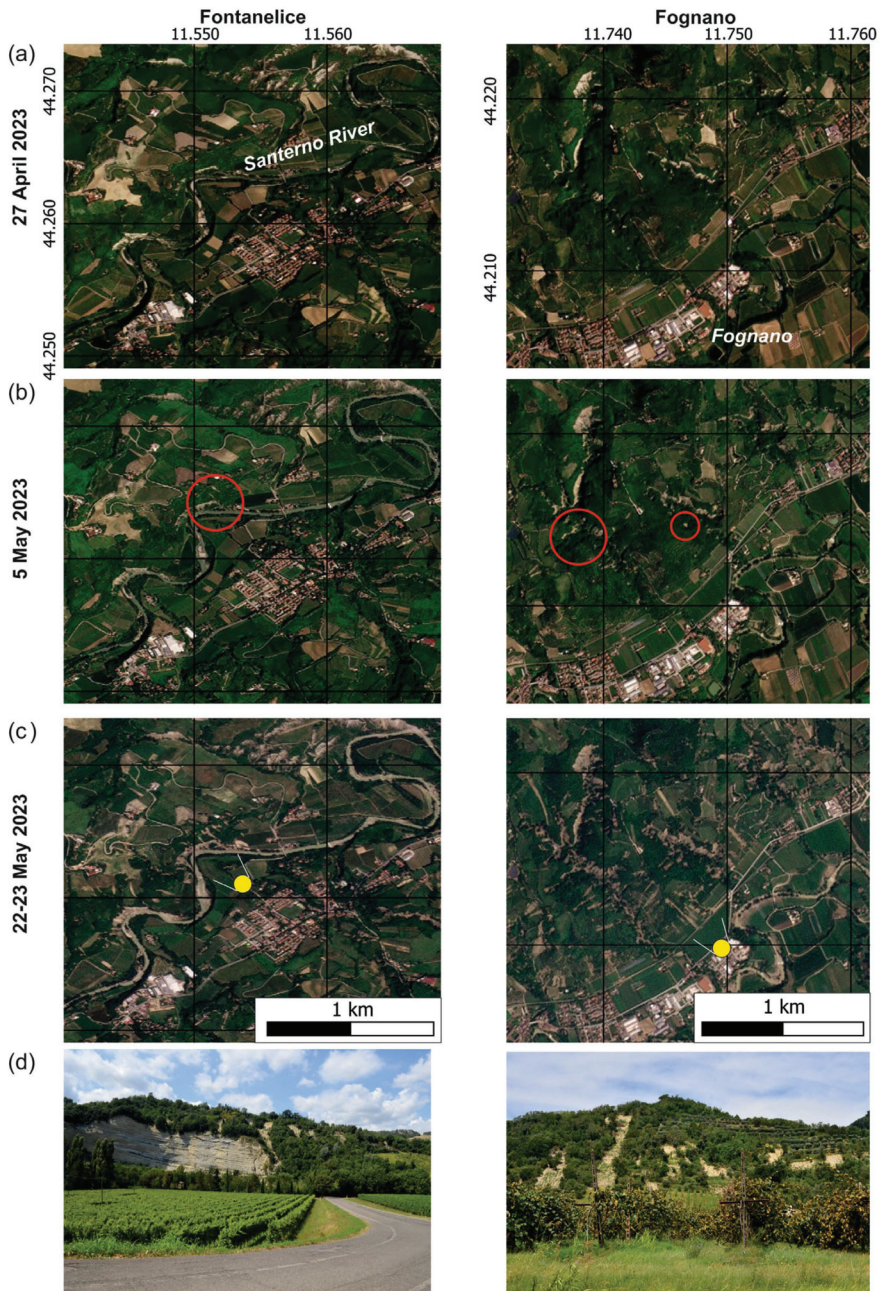 Fontanelice
Fognano
11.550
11.560
11.740
11.750
11.760
(a)
27 April 2023
44.270
44.260
44.250
Santerno River
44.220
44.210
Fognano
(b)
5 May 2023
(c)
22-23 May 2023
1 km
1 km
(d)